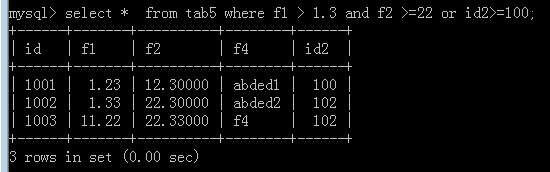 mysql> select *  from tab5 where f1 > 1.3 and f2 >=22 or id2>=100;
+------+-------+----------+--------+------+
| id   | f1    | f2       | f4     | id2  |
+------+-------+----------+--------+------+
| 1001 |  1.23 | 12.30000 | abded1 |  100 |
| 1002 |  1.33 | 22.30000 | abded2 |  102 |
| 1003 | 11.22 | 22.33000 | f4     |  102 |
+------+-------+----------+--------+------+
3 rows in set (0.00 sec)